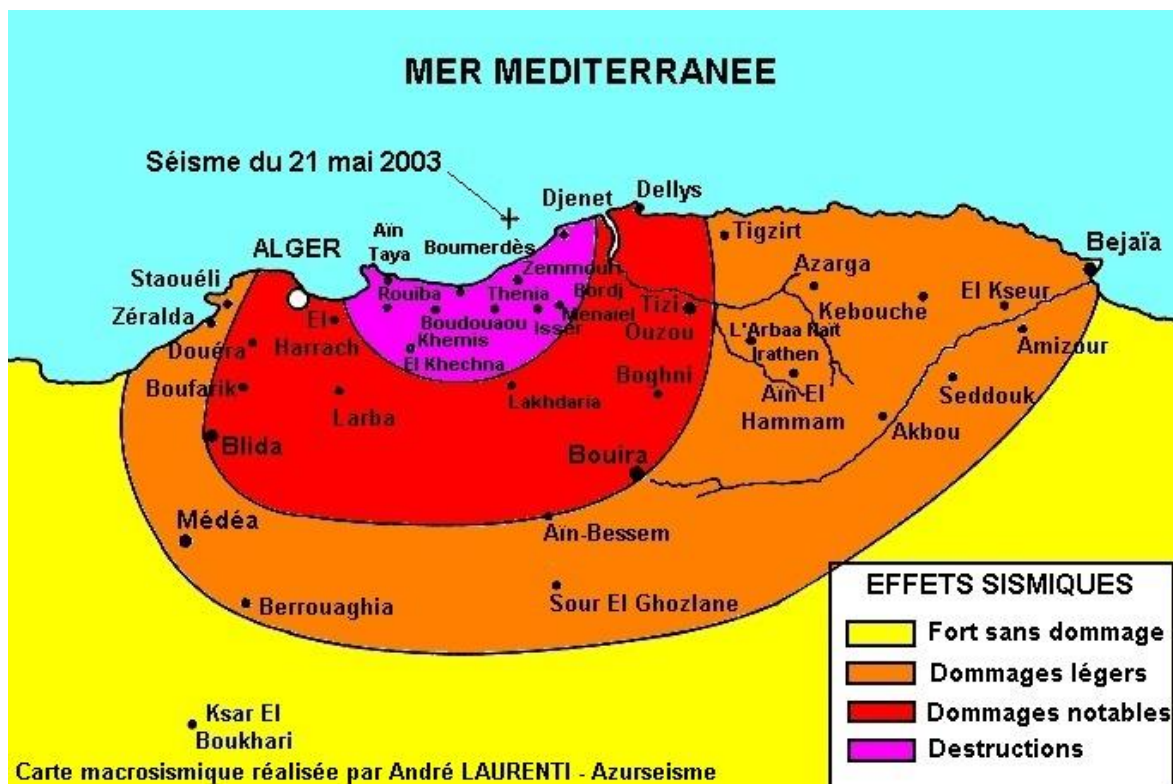 MER MEDITERRANEE
Séisme du 21 mai 2003
Djenet
Dellys
Aïn
Taya
Boumerdès
Tigzirt
Bejaïa
ALGER
Staouéli
Zemmouri
Azarga
Rouiba
Thenia
Bordj
Menaïel
Tizi
Ouzou
El Kseur
Zéralda
El
Harrach
Boudouaou
Isser
Kebouche
Khemis
El Khechna
L'Arbaa Naït
Irathen
Amizour
Douéra
Boufarik
Larba
Lakhdaria
Boghni
Aïn El
Hammam
Seddouk
Akbou
Blida
Bouira
Médéa
Aïn-Bessem
Berrouaghia
Sour El Ghozlane
EFFETS SISMIQUES
Fort sans dommage
Dommages légers
Dommages notables
Destructions
Ksar El
Boukhari
Carte macrosismique réalisée par André LAURENTI - Azurseisme